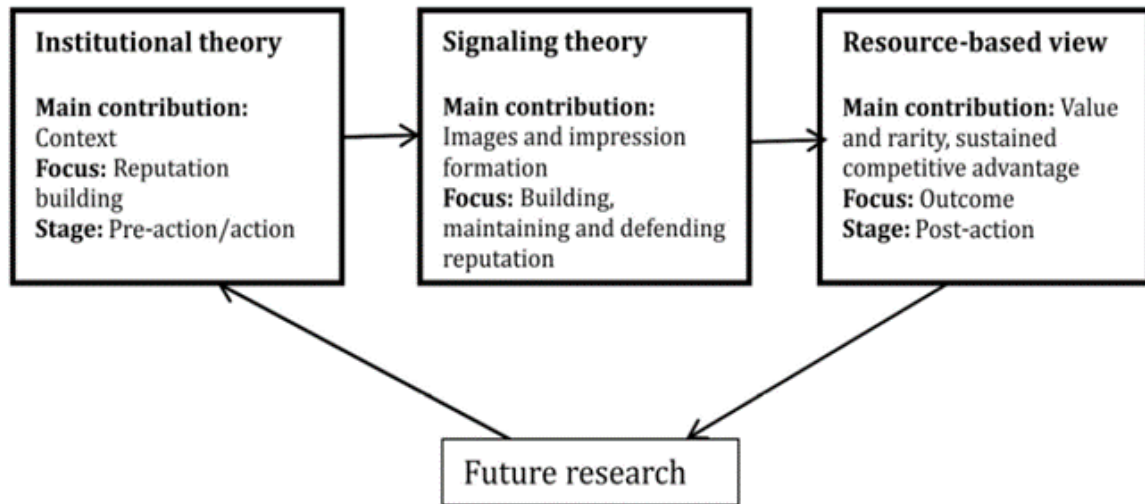 Institutional theory
Main contribution:
Context
Focus: Reputation
building
Stage: Pre-action/action
Signaling theory
Main contribution:
Images and impression
formation
Focus: Building,
maintaining and defending
reputation
Resource-based view
Main contribution: Value
and rarity, sustained
competitive advantage
Focus: Outcome
Stage: Post-action
Future research